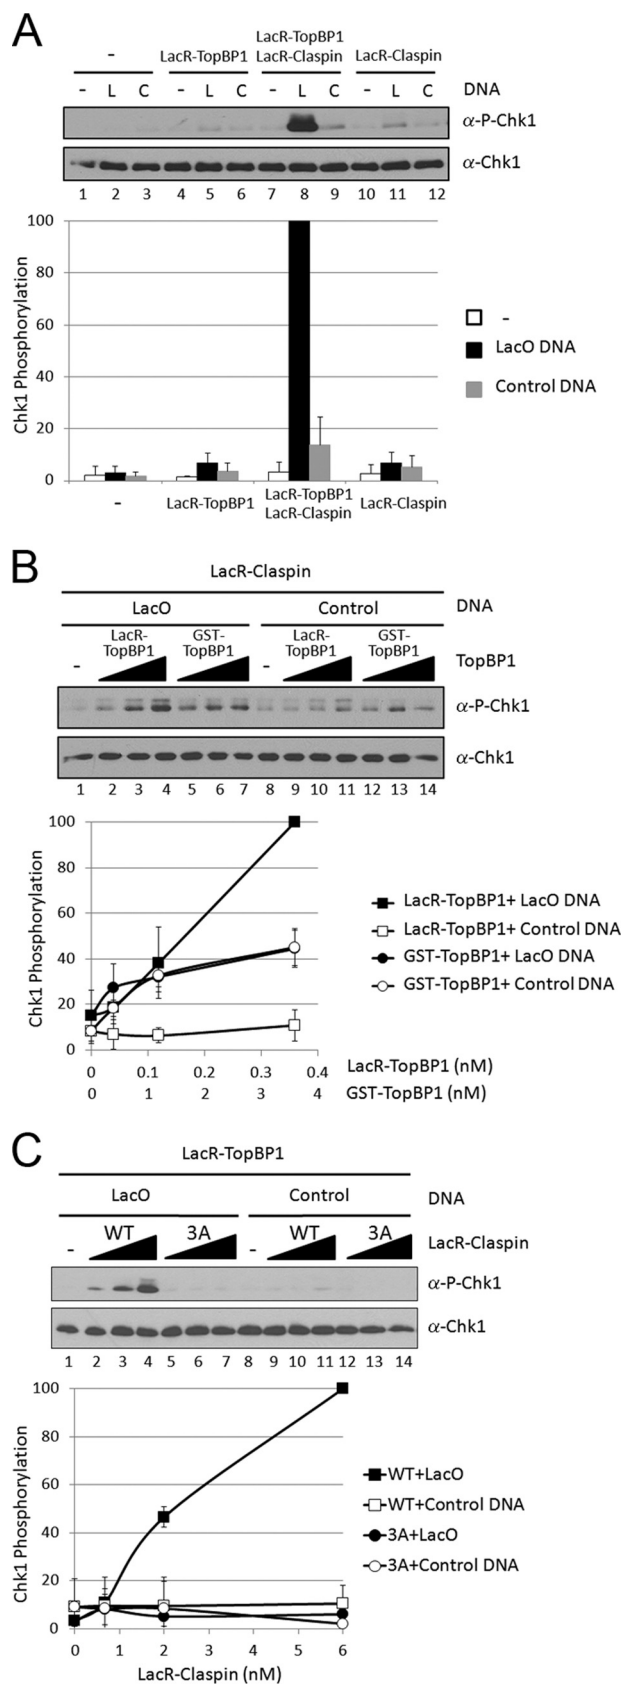 A
LacR-TopBP1
- LacR-TopBP1 LacR-Claspin LacR-Claspin
- L C - L C - L C - L C DNA
α-P-Chk1
α-Chk1
1 2 3 4 5 6 7 8 9 10 11 12
Chk1 Phosphorylation
100
80
60
40
20
0
-
LacO DNA
Control DNA
- LacR-TopBP1 LacR-TopBP1 LacR-Claspin
LacR-Claspin
B
LacR-Claspin
LacO Control DNA
LacR- GST- LacR- GST-
- TopBP1 TopBP1 - TopBP1 TopBP1 TopBP1
α-P-Chk1
α-Chk1
1 2 3 4 5 6 7 8 9 10 11 12 13 14
Chk1 Phosphorylation
100
80
60
40
20
0
LacR-TopBP1+ LacO DNA
LacR-TopBP1+ Control DNA
GST-TopBP1+ LacO DNA
GST-TopBP1+ Control DNA
0 0.1 0.2 0.3 0.4 LacR-TopBP1 (nM)
0 1 2 3 4 GST-TopBP1 (nM)
C
LacR-TopBP1
LacO Control DNA
- WT 3A - WT 3A LacR-Claspin
α-P-Chk1
α-Chk1
1 2 3 4 5 6 7 8 9 10 11 12 13 14
Chk1 Phosphorylation
100
80
60
40
20
0
WT+LacO
WT+Control DNA
3A+LacO
3A+Control DNA
0 1 2 3 4 5 6
LacR-Claspin (nM)